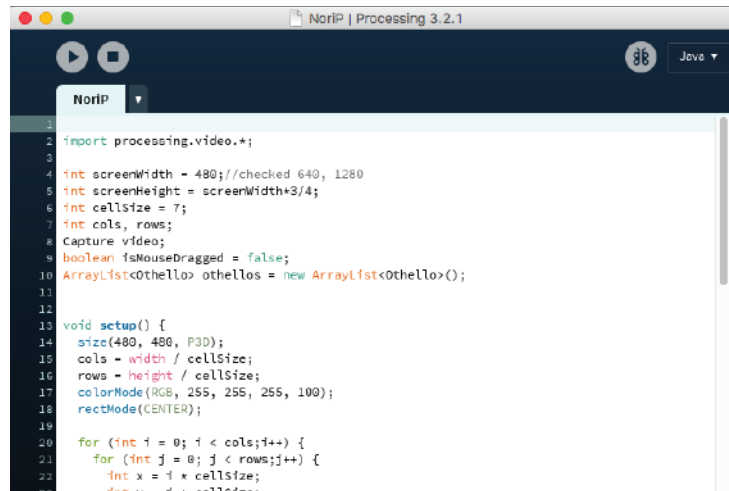 NoriP | Processing 3.2.1
Java ▼
NoriP ▼
1
2 import processing.video.*;
3
4 int screenWidth = 480;//checked 640, 1280
5 int screenHeight = screenWidth*3/4;
6 int cellSize = 7;
7 int cols, rows;
8 Capture video;
9 boolean isMouseDragged = false;
10 ArrayList<Othello> othellos = new ArrayList<Othello>();
11
12
13 void setup() {
14 size(480, 480, P3D);
15 cols = width / cellSize;
16 rows = height / cellSize;
17 colorMode(RGB, 255, 255, 255, 100);
18 rectMode(CENTER);
19
20 for (int i = 0; i < cols;i++) {
21 for (int j = 0; j < rows;j++) {
22 int x = i * cellSize;